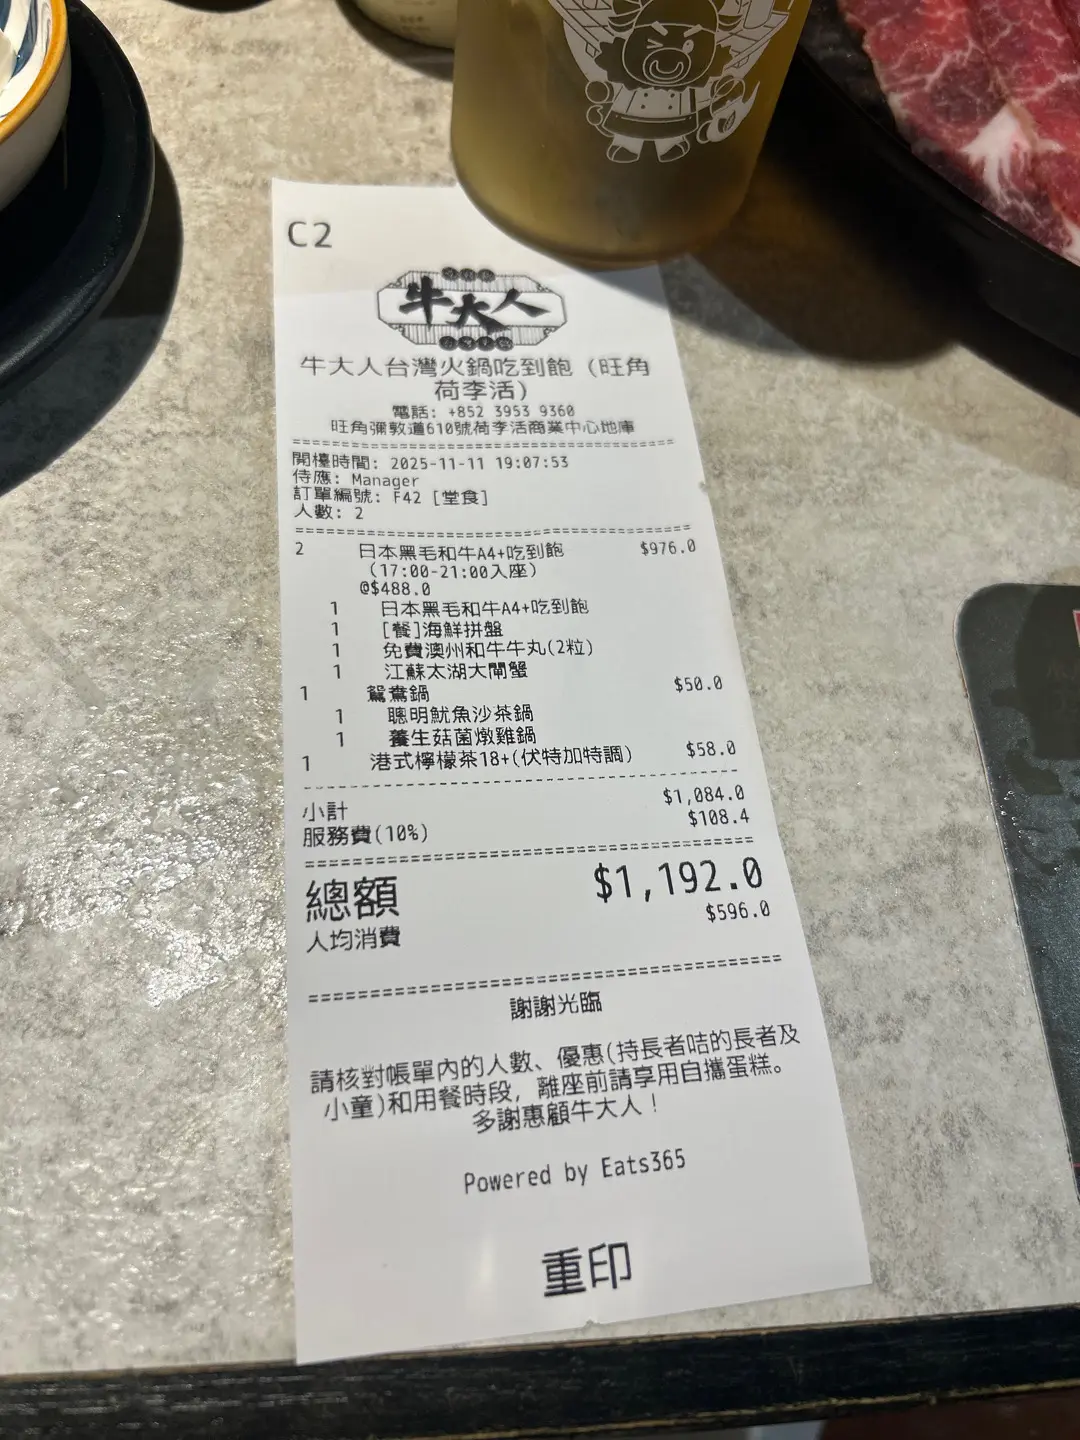 C2
牛大人
牛大人台灣火鍋吃到飽 (旺角
荷李活)
電話: +852 3953 9360
旺角彌敦道610號荷李活商業中心地庫
開檯時間: 2025-11-11 19:07:53
侍應: Manager
訂單編號: F42 [堂食]
人數: 2
2 日本黑毛和牛A4+吃到飽 $976.0
(17:00-21:00入座)
@$488.0
1 日本黑毛和牛A4+吃到飽
1 [餐]海鮮拼盤
1 免費澳州和牛牛丸(2粒)
1 江蘇太湖大閘蟹
1 鴛鴦鍋 $50.0
1 聰明魷魚沙茶鍋
1 養生菇菌燉雞鍋
1 港式檸檬茶18+(伏特加特調) $58.0
小計 $1,084.0
服務費(10%) $108.4
總額 $1,192.0
人均消費 $596.0
謝謝光臨
請核對帳單內的人數、優惠(持長者咭的長者及
小童)和用餐時段, 離座前請享用自攜蛋糕。
多謝惠顧牛大人!
Powered by Eats365
重印